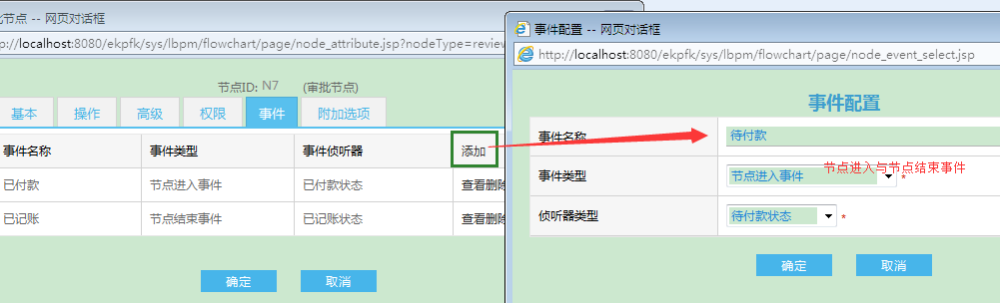 批节点 -- 网页对话框
p://localhost:8080/ekpfk/sys/lbpm/flowchart/page/node_attribute.jsp?nodeType=review
节点ID: N7 (审批节点)
基本 操作 高级 权限 事件 附加选项
事件名称 事件类型 事件侦听器 添加
已付款 节点进入事件 已付款状态 查看删除
已记账 节点结束事件 已记账状态 查看删除
确定 取消
事件配置 -- 网页对话框
http://localhost:8080/ekpfk/sys/lbpm/flowchart/page/node_event_select.jsp
事件配置
事件名称 待付款
事件类型 节点进入事件 *
节点进入与节点结束事件
侦听器类型 待付款状态 *
确定 取消